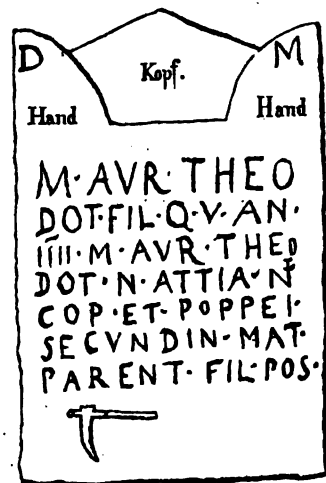 D M
Kopf.
Hand Hand
M·AVR·THEO
DOT·FIL·Q·V·AN·
IIII·M·AVR·THEO
DOT·N·ATTIA·N
COP·ET·POPPEI·
SECVNDIN·MAT·
PARENT·FIL·POS·